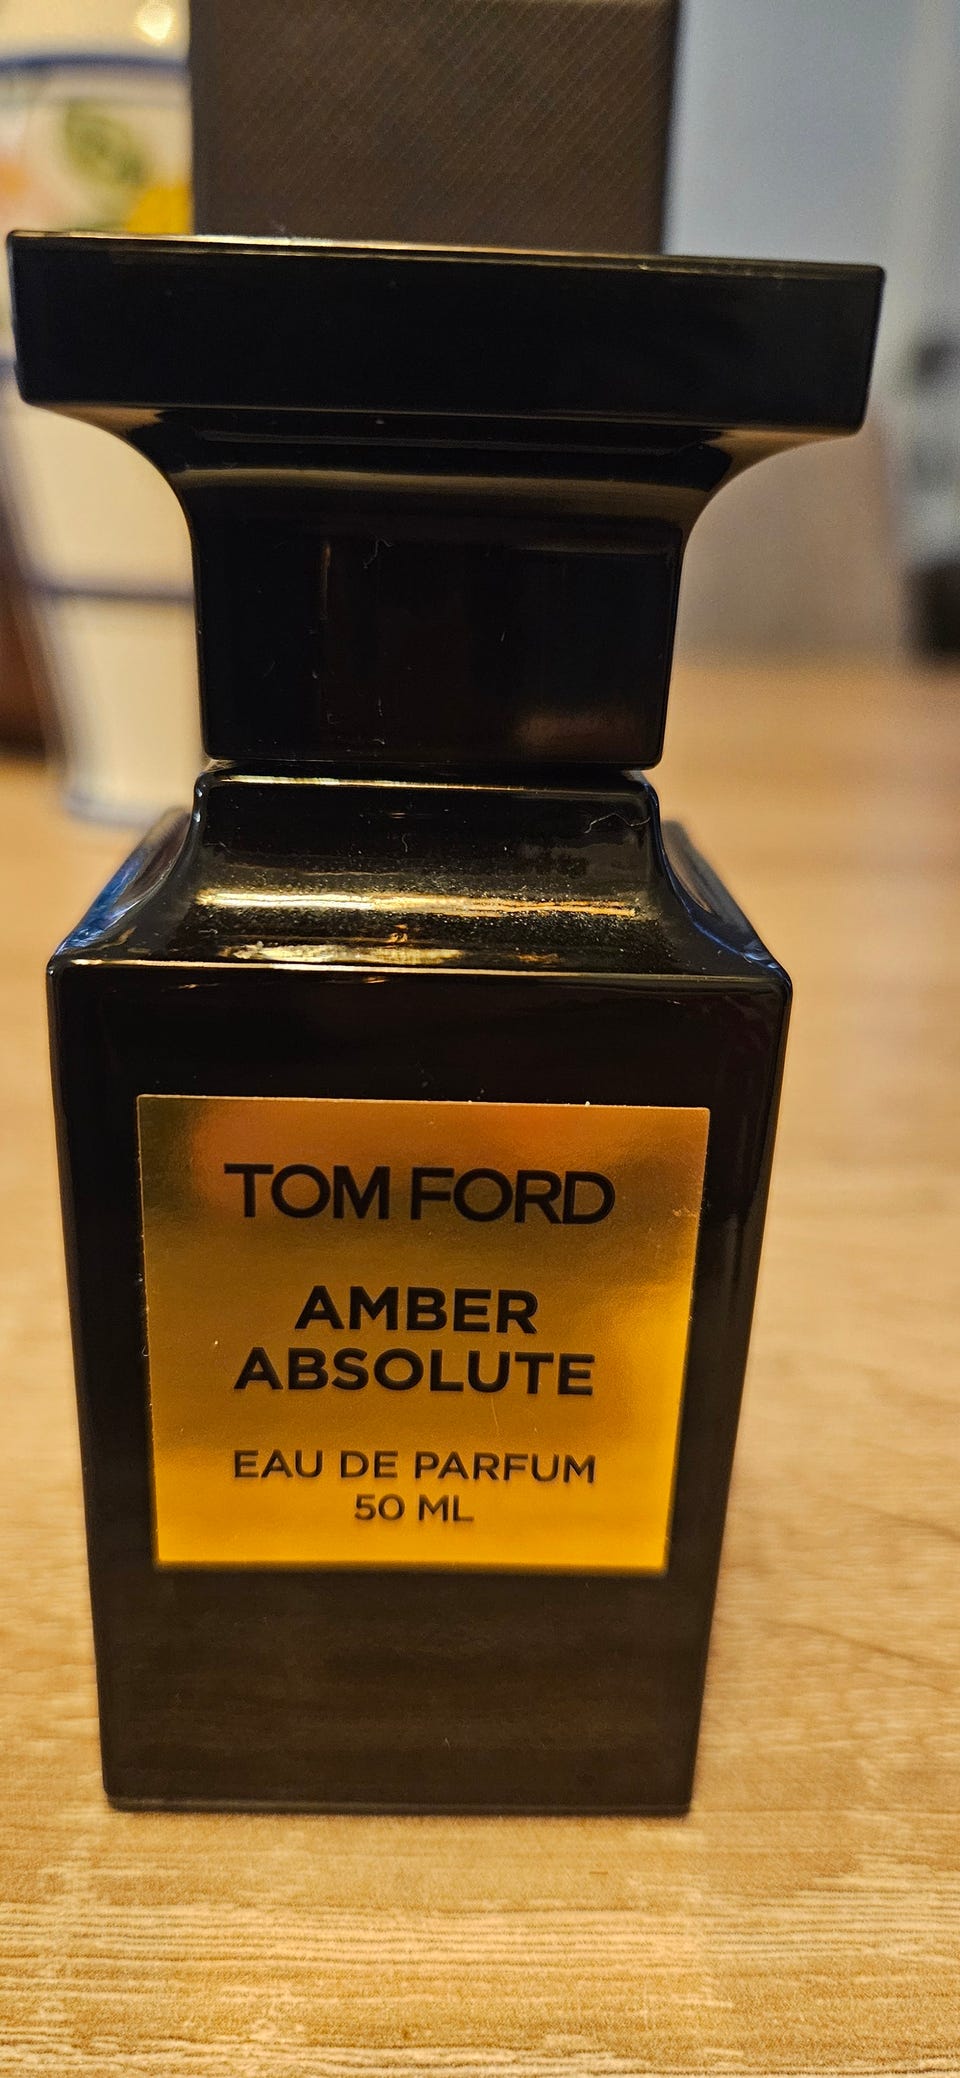 TOM FORD
AMBER
ABSOLUTE
EAU DE PARFUM
50 ML